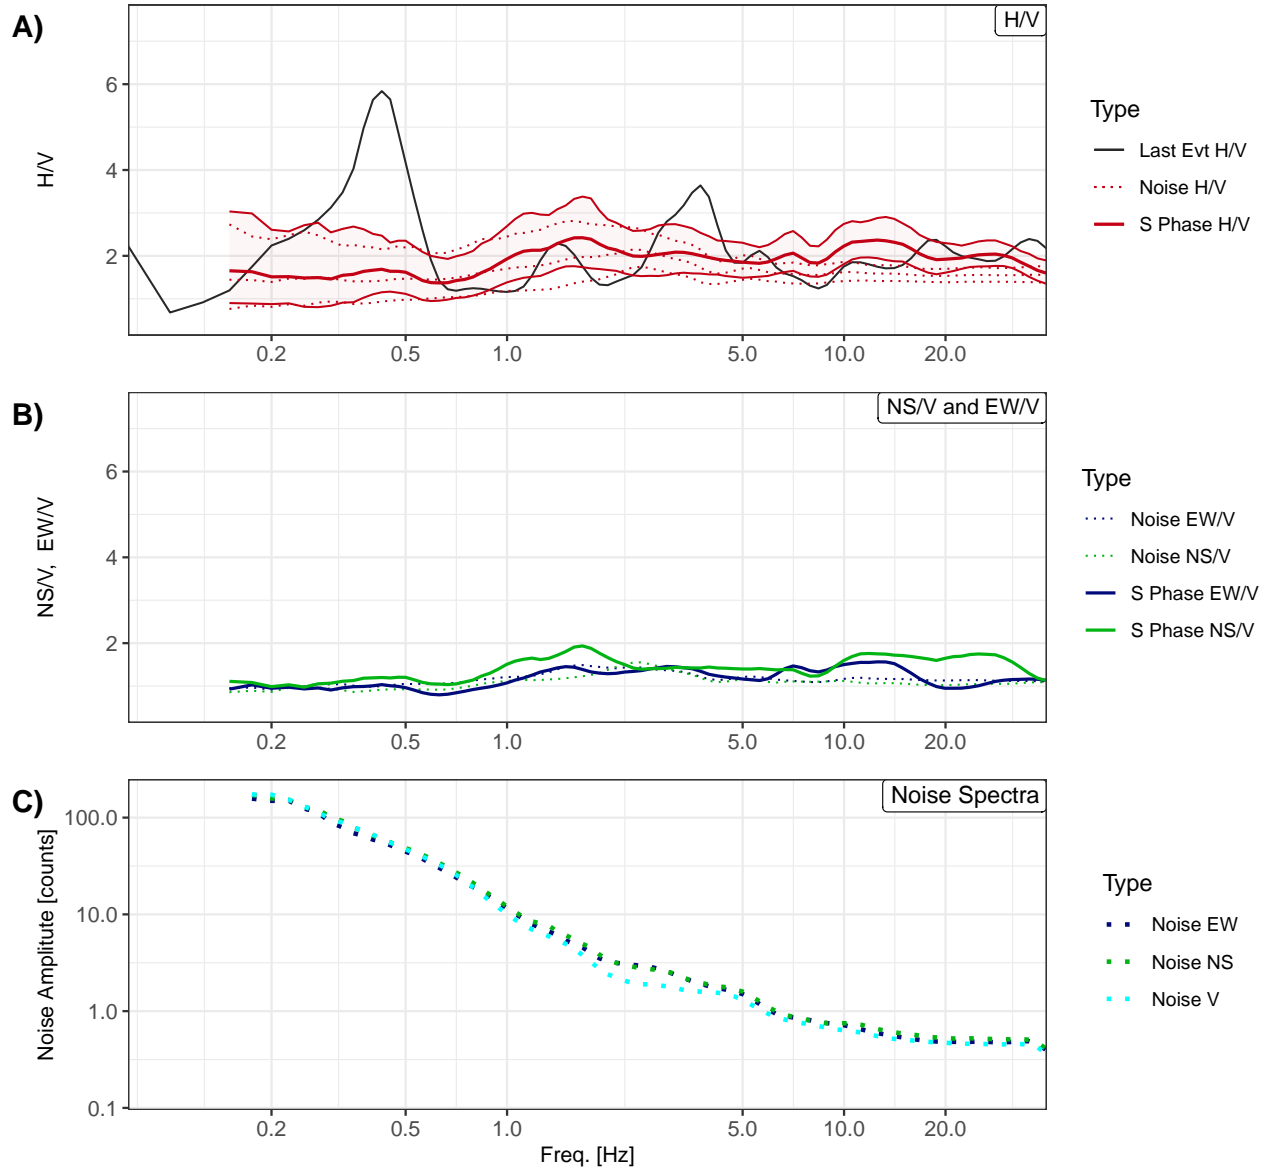 A)
H/V
H/V
6
4
2
0.2 0.5 1.0 5.0 10.0 20.0
Type
Last Evt H/V
Noise H/V
S Phase H/V
B)
NS/V and EW/V
NS/V, EW/V
6
4
2
0.2 0.5 1.0 5.0 10.0 20.0
Type
Noise EW/V
Noise NS/V
S Phase EW/V
S Phase NS/V
C)
Noise Spectra
Noise Amplitute [counts]
100.0
10.0
1.0
0.1
0.2 0.5 1.0 5.0 10.0 20.0
Freq. [Hz]
Type
Noise EW
Noise NS
Noise V